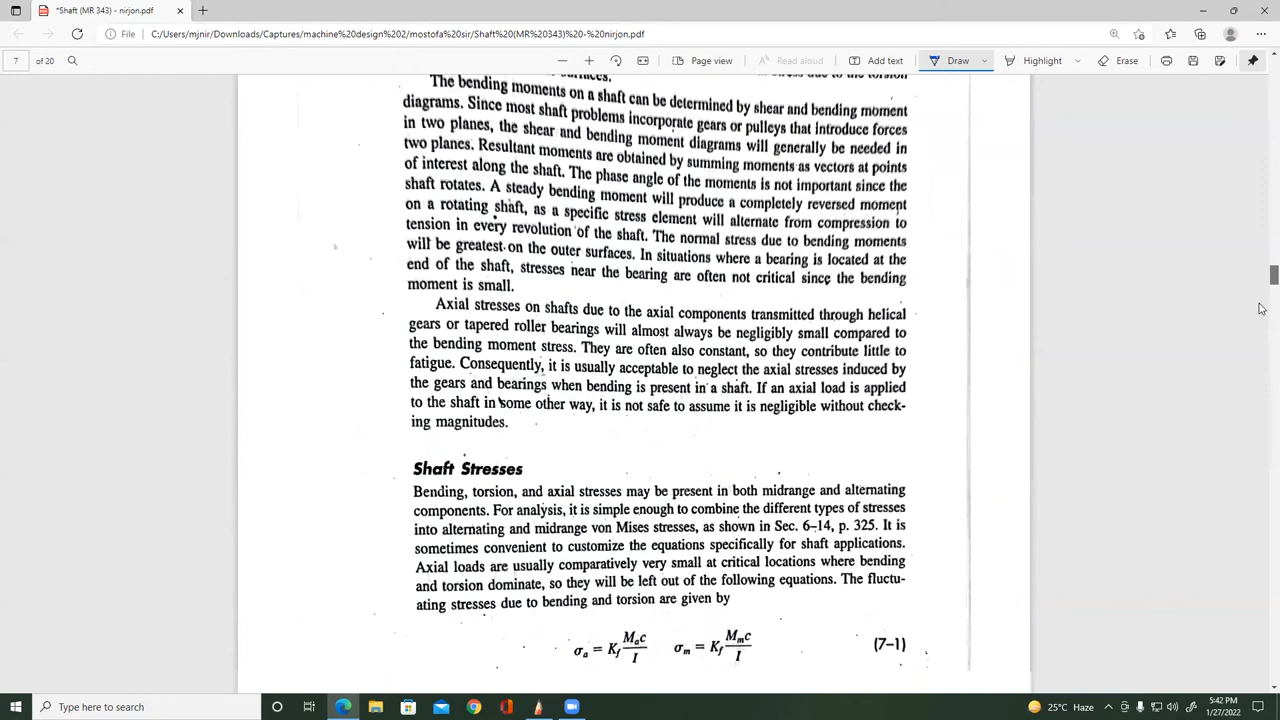 *Shaft (MR 343) - nirjon.pdf
File
C:/Users/mjnir/Downloads/Captures/machine%20design%202/mostofa%20sir/Shaft%20(MR%20343)%20-%20nirjon.pdf
7 of 20
Page view
Read aloud
Add text
Draw
Highlight
Erase
The bending moments on a shaft can be determined by shear and bending moment
diagrams. Since most shaft problems incorporate gears or pulleys that introduce forces
in two planes, the shear and bending moment diagrams will generally be needed in
two planes. Resultant moments are obtained by summing moments as vectors at points
of interest along the shaft. The phase angle of the moments is not important since the
shaft rotates. A steady bending moment will produce a completely reversed moment
on a rotating shaft, as a specific stress element will alternate from compression to
tension in every revolution of the shaft. The normal stress due to bending moments
will be greatest on the outer surfaces. In situations where a bearing is located at the
end of the shaft, stresses near the bearing are often not critical since the bending
moment is small.
Axial stresses on shafts due to the axial components transmitted through helical
gears or tapered roller bearings will almost always be negligibly small compared to
the bending moment stress. They are often also constant, so they contribute little to
fatigue. Consequently, it is usually acceptable to neglect the axial stresses induced by
the gears and bearings when bending is present in a shaft. If an axial load is applied
to the shaft in some other way, it is not safe to assume it is negligible without check-
ing magnitudes.
Shaft Stresses
Bending, torsion, and axial stresses may be present in both midrange and alternating
components. For analysis, it is simple enough to combine the different types of stresses
into alternating and midrange von Mises stresses, as shown in Sec. 6–14, p. 325. It is
sometimes convenient to customize the equations specifically for shaft applications.
Axial loads are usually comparatively very small at critical locations where bending
and torsion dominate, so they will be left out of the following equations. The fluctu-
ating stresses due to bending and torsion are given by
σa = Kf Mac/I σm = Kf Mmc/I (7–1)
Type here to search
25°C Haze
5:42 PM
1/27/2022